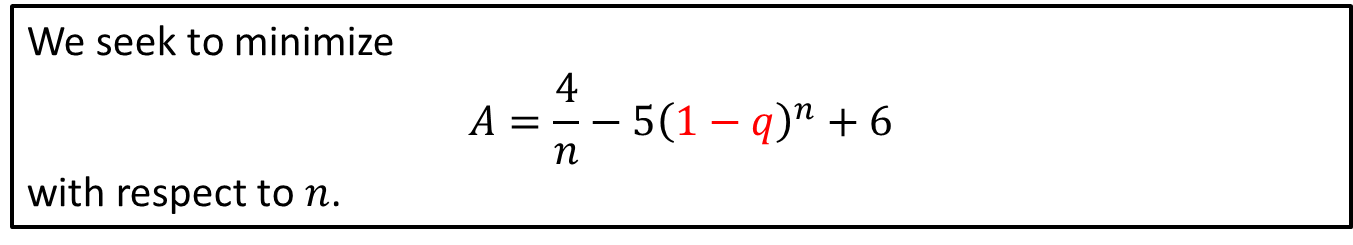 We seek to minimize
A = 4/n − 5(1 − q)^n + 6
with respect to n.